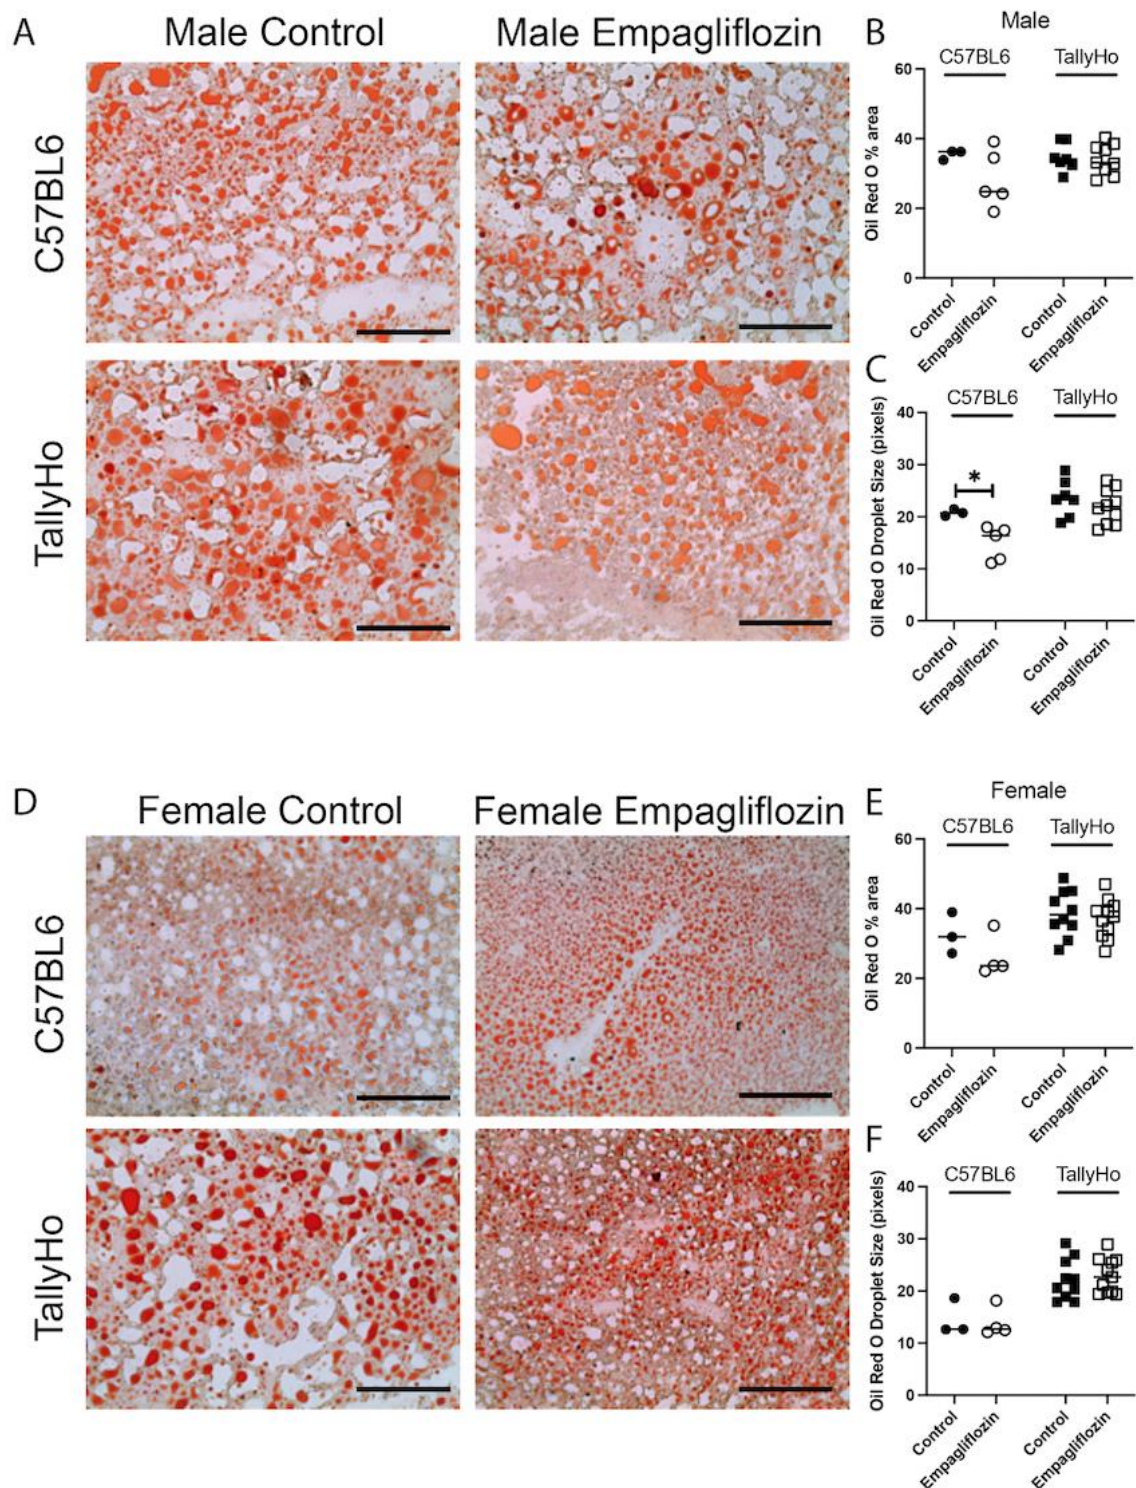 A
Male Control
Male Empagliflozin
C57BL6
TallyHo
B
Male
C57BL6
TallyHo
Oil Red O % area
60
40
20
0
Control
Empagliflozin
Control
Empagliflozin
C
C57BL6
TallyHo
Oil Red O Droplet Size (pixels)
40
30
20
10
0
*
Control
Empagliflozin
Control
Empagliflozin
D
Female Control
Female Empagliflozin
C57BL6
TallyHo
E
Female
C57BL6
TallyHo
Oil Red O % area
60
40
20
0
Control
Empagliflozin
Control
Empagliflozin
F
C57BL6
TallyHo
Oil Red O Droplet Size (pixels)
40
30
20
10
0
Control
Empagliflozin
Control
Empagliflozin